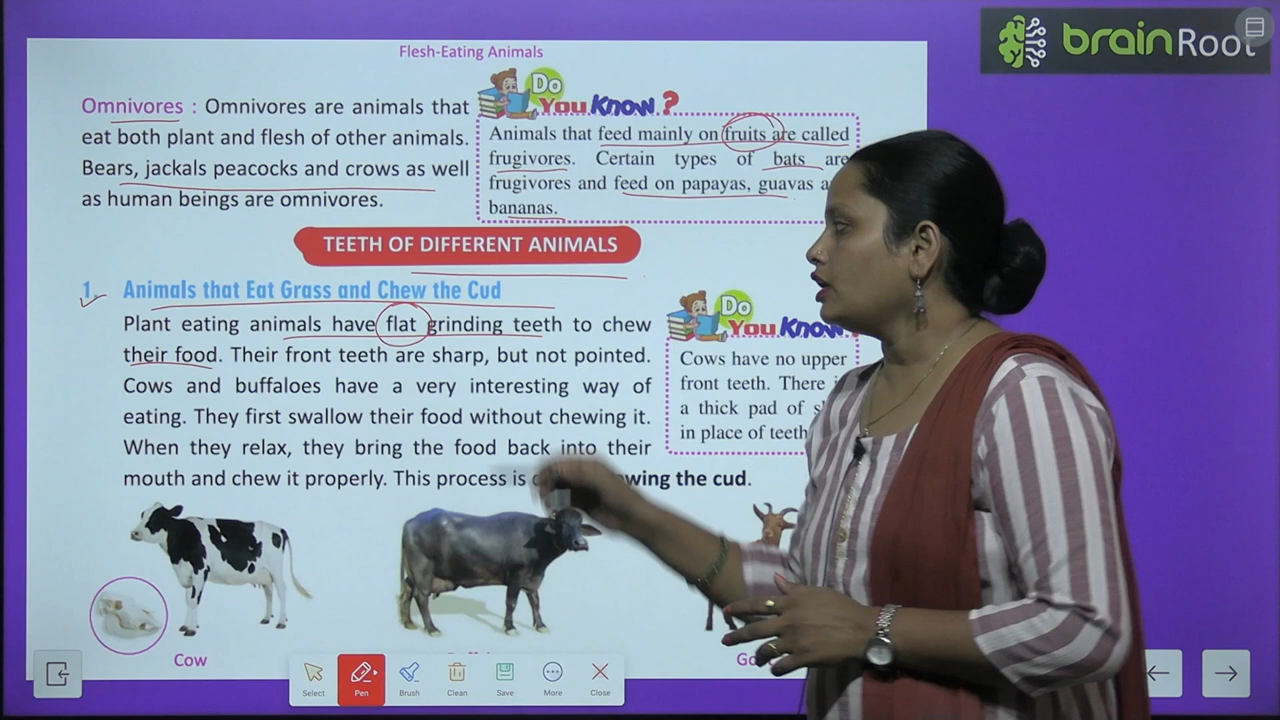 brainRoot
Flesh-Eating Animals
Omnivores : Omnivores are animals that
eat both plant and flesh of other animals.
Bears, jackals peacocks and crows as well
as human beings are omnivores.
Do
You Know ?
Animals that feed mainly on fruits are called
frugivores. Certain types of bats are
frugivores and feed on papayas, guavas
bananas.
TEETH OF DIFFERENT ANIMALS
1. Animals that Eat Grass and Chew the Cud
Plant eating animals have flat grinding teeth to chew
their food. Their front teeth are sharp, but not pointed.
Cows and buffaloes have a very interesting way of
eating. They first swallow their food without chewing it.
When they relax, they bring the food back into their
mouth and chew it properly. This process is the cud.
Do
You Know
Cows have no upper
front teeth. There
a thick pad of
in place of teeth
Cow
Select Pen Brush Clean Save More Close